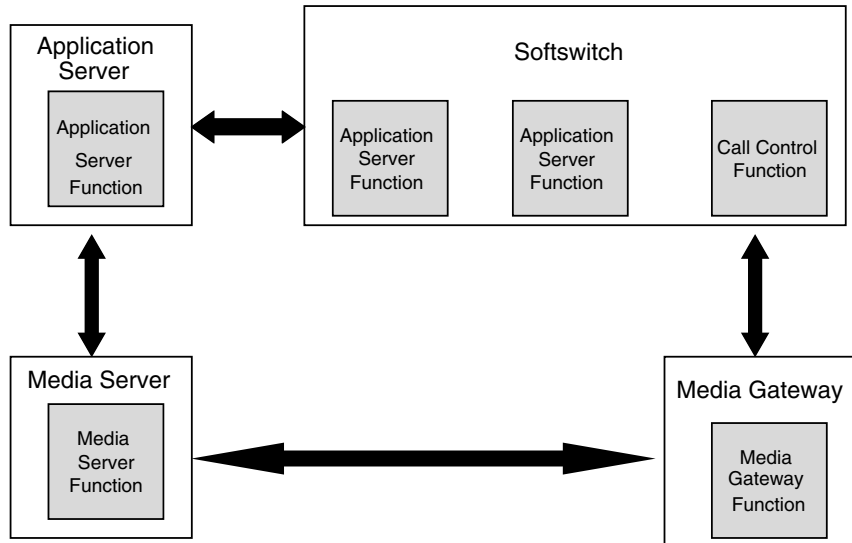 Application
Server
Application
Server
Function
Softswitch
Application
Server
Function
Application
Server
Function
Call Control
Function
Media Server
Media
Server
Function
Media Gateway
Media
Gateway
Function